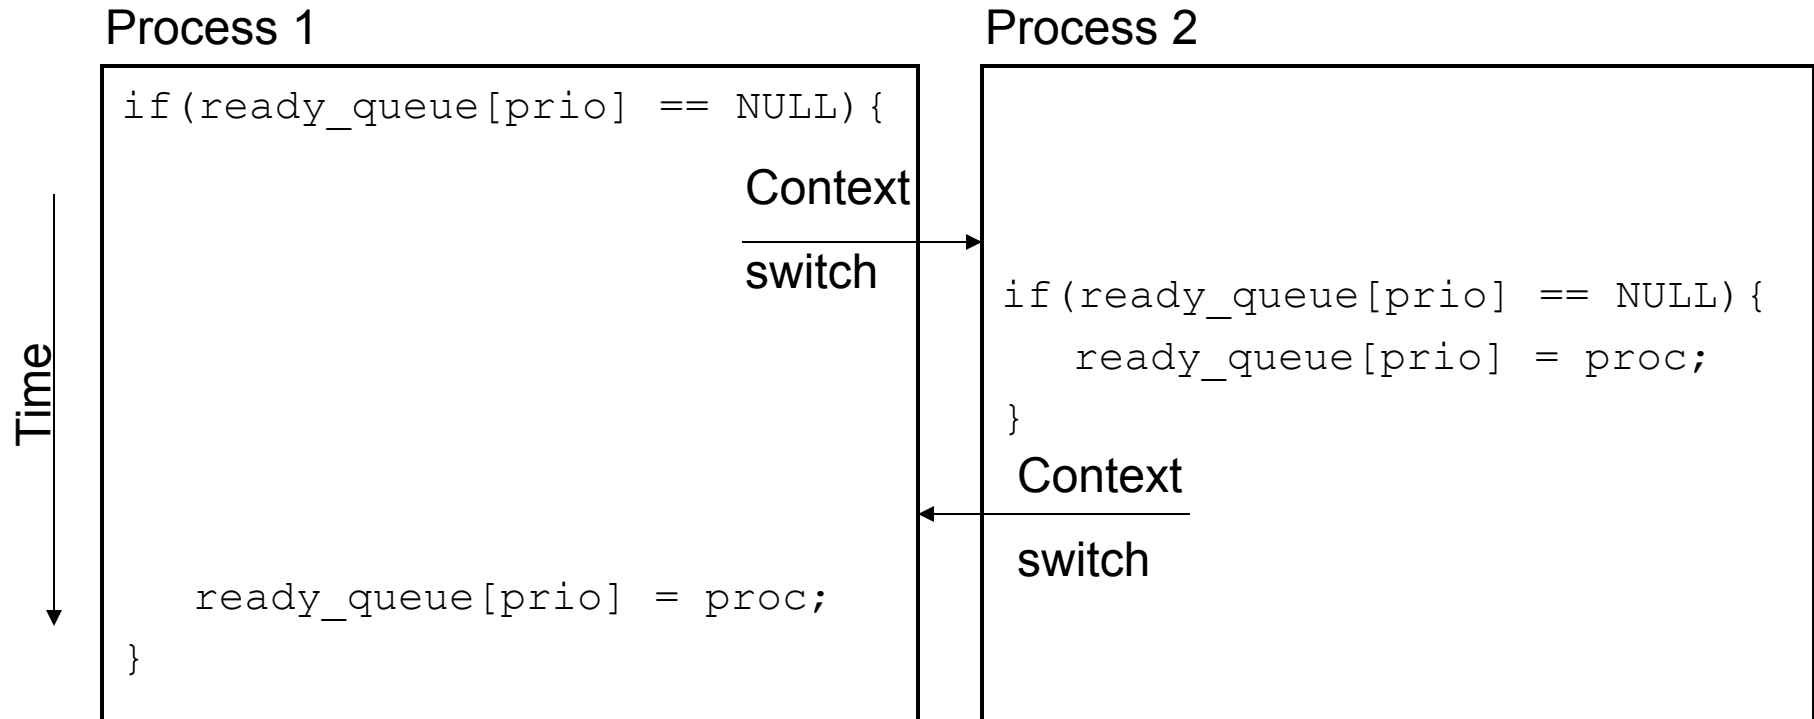 Process 1
if(ready_queue[prio] == NULL){
Context
switch
ready_queue[prio] = proc;
}
Process 2
if(ready_queue[prio] == NULL){
ready_queue[prio] = proc;
}
Context
switch
Time